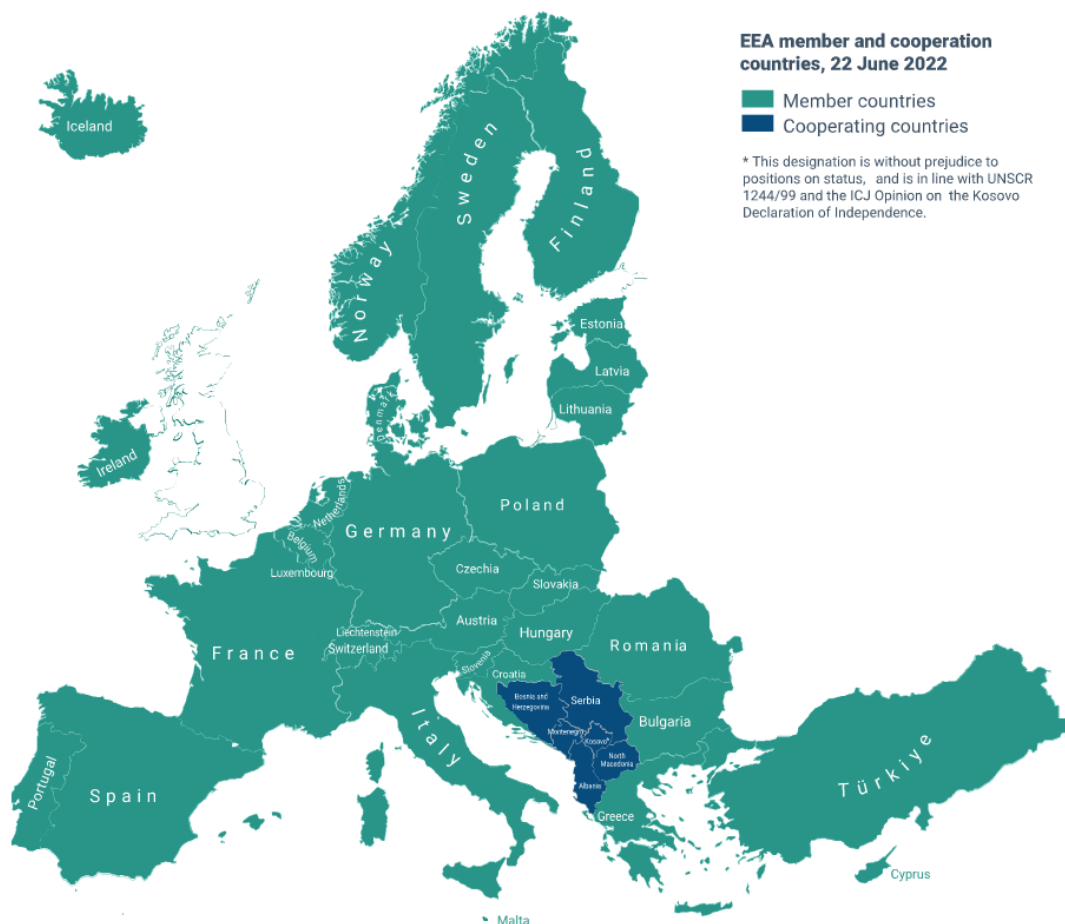 EEA member and cooperation
countries, 22 June 2022
Member countries
Cooperating countries
* This designation is without prejudice to
positions on status, and is in line with UNSCR
1244/99 and the ICJ Opinion on the Kosovo
Declaration of Independence.
Iceland
Sweden
Finland
Norway
Estonia
Latvia
Denmark
Lithuania
Ireland
Netherlands
Poland
Germany
Belgium
Czechia
Luxembourg
Slovakia
Austria
Liechtenstein
Hungary
Switzerland
France
Romania
Slovenia
Croatia
Bosnia and
Herzegovina
Serbia
Bulgaria
Montenegro
Kosovo*
Italy
North
Macedonia
Türkiye
Portugal
Spain
Albania
Greece
Cyprus
Malta